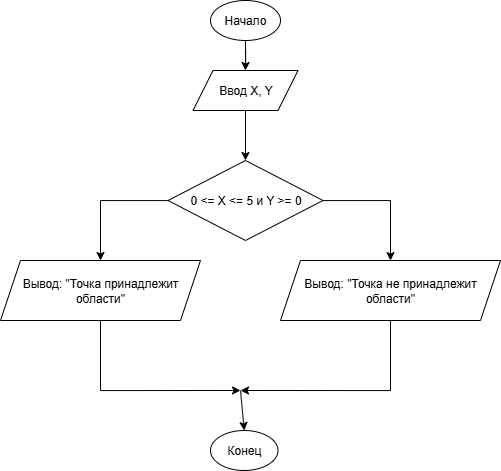 Начало
Ввод X, Y
0 <= X <= 5 и Y >= 0
Вывод: "Точка принадлежит
области"
Вывод: "Точка не принадлежит
области"
Конец